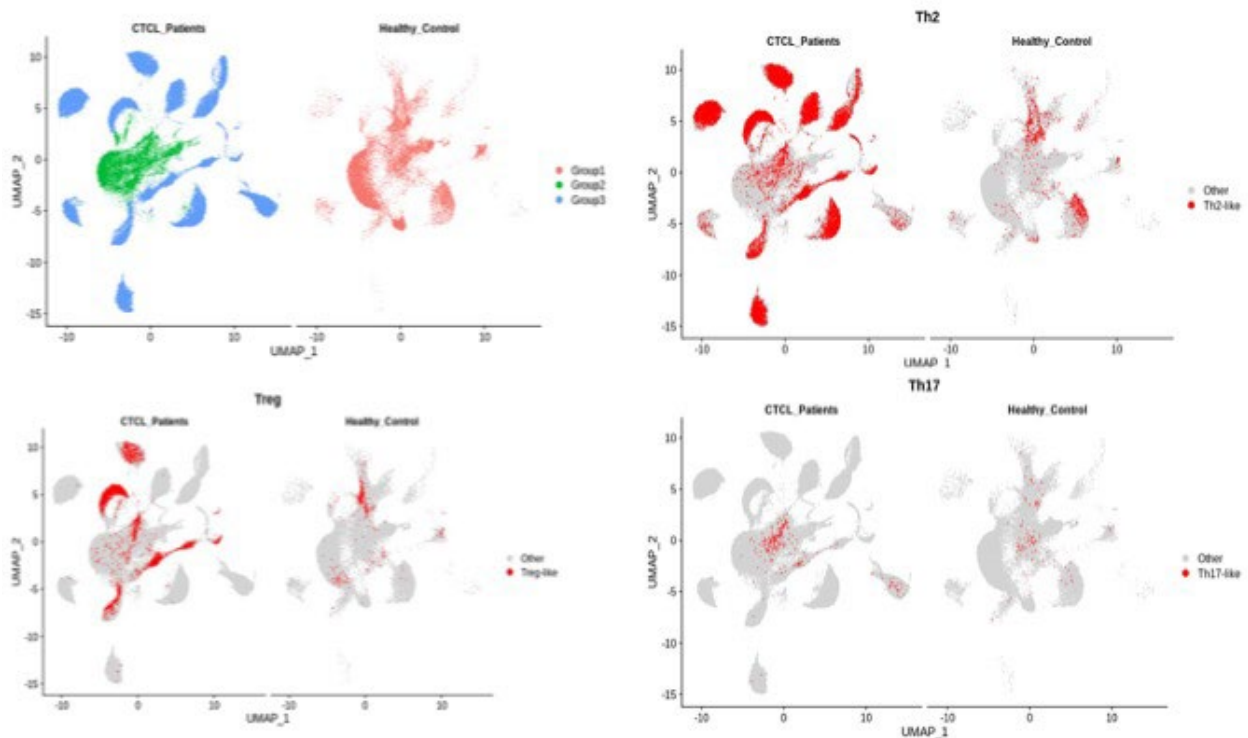 CTCL_Patients Healthy_Control
10
5
0
-5
-10
-15
UMAP_2
-10 0 10 -10 0 10
UMAP_1
Group1
Group2
Group3
Th2
CTCL_Patients Healthy_Control
10
5
0
-5
-10
-15
UMAP_2
-10 0 10 -10 0 10
UMAP_1
Other
Th2-like
Treg
CTCL_Patients Healthy_Control
10
5
0
-5
-10
-15
UMAP_2
-10 0 10 -10 0 10
UMAP_1
Other
Treg-like
Th17
CTCL_Patients Healthy_Control
10
5
0
-5
-10
-15
UMAP_2
-10 0 10 -10 0 10
UMAP_1
Other
Th17-like